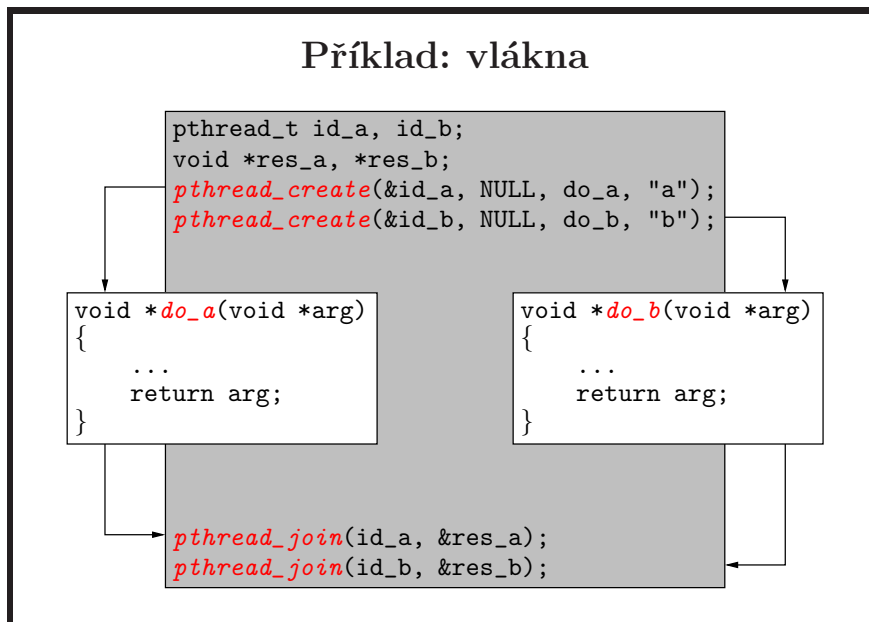 Příklad: vlákna
pthread_t id_a, id_b;
void *res_a, *res_b;
pthread_create(&id_a, NULL, do_a, "a");
pthread_create(&id_b, NULL, do_b, "b");
void *do_a(void *arg)
{
    ...
    return arg;
}
void *do_b(void *arg)
{
    ...
    return arg;
}
pthread_join(id_a, &res_a);
pthread_join(id_b, &res_b);